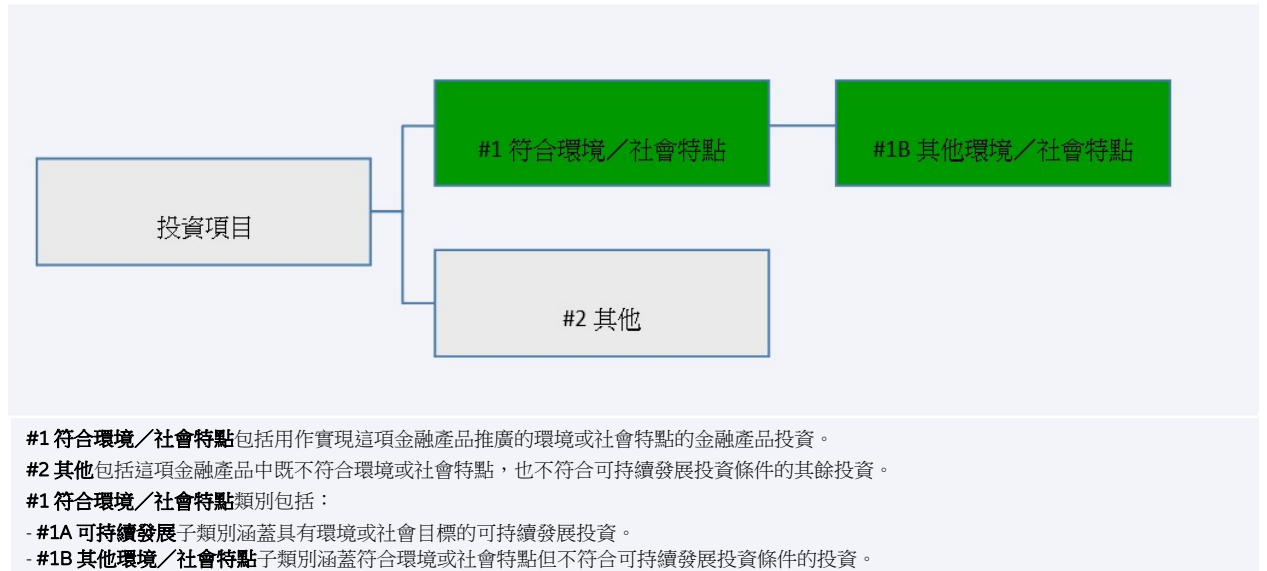 #1 符合環境／社會特點
#1B 其他環境／社會特點
投資項目
#2 其他
#1 符合環境／社會特點包括用作實現這項金融產品推廣的環境或社會特點的金融產品投資。
#2 其他包括這項金融產品中既不符合環境或社會特點，也不符合可持續發展投資條件的其餘投資。
#1 符合環境／社會特點類別包括：
- #1A 可持續發展子類別涵蓋具有環境或社會目標的可持續發展投資。
- #1B 其他環境／社會特點子類別涵蓋符合環境或社會特點但不符合可持續發展投資條件的投資。